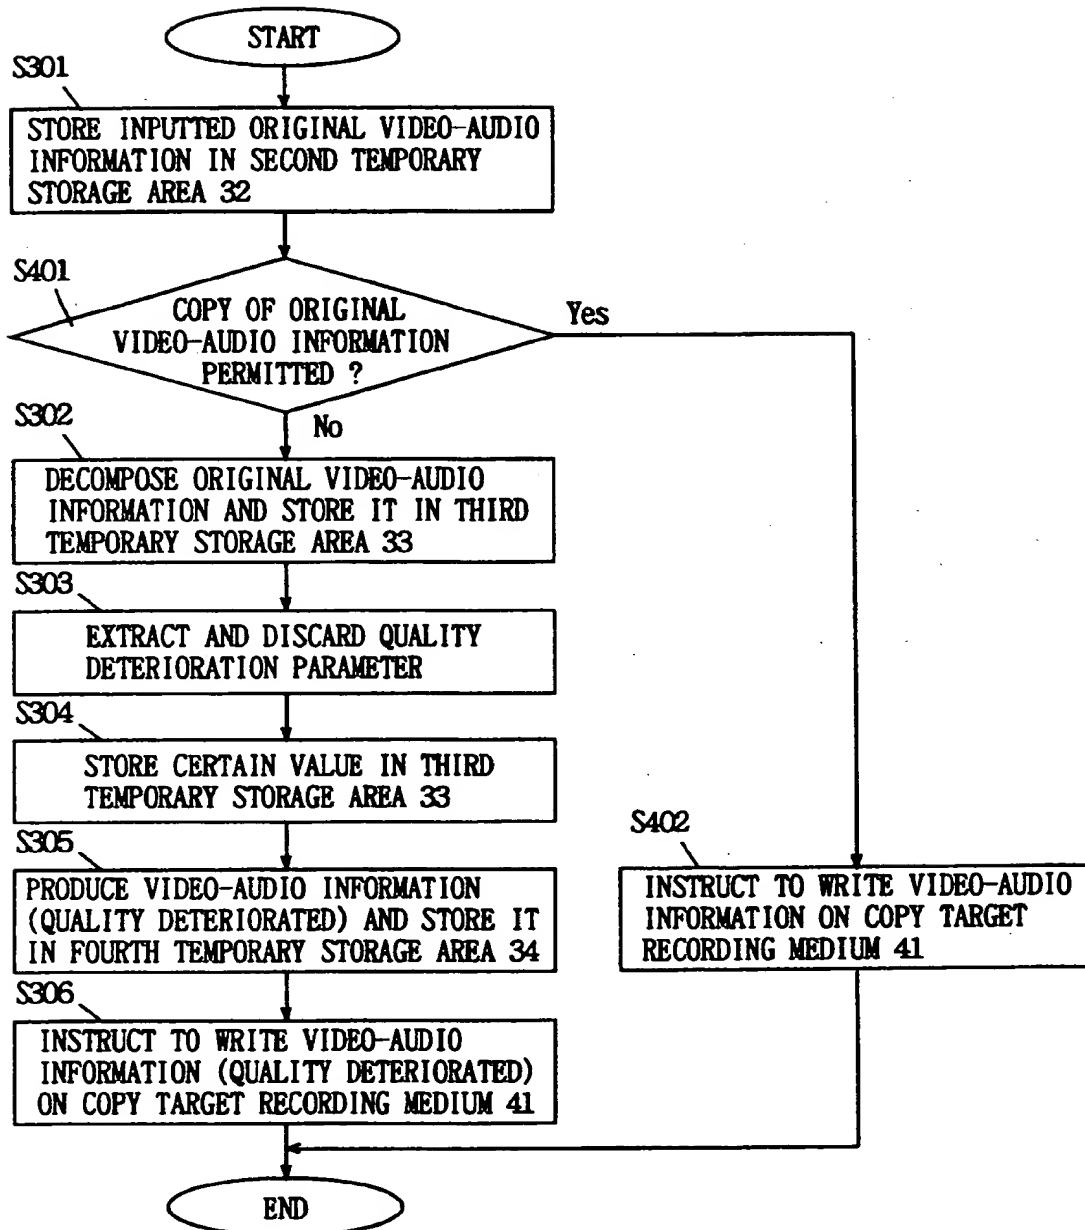 START
S301
STORE INPUTTED ORIGINAL VIDEO-AUDIO
INFORMATION IN SECOND TEMPORARY
STORAGE AREA 32
S401
COPY OF ORIGINAL
VIDEO-AUDIO INFORMATION
PERMITTED ?
Yes
No
S302
DECOMPOSE ORIGINAL VIDEO-AUDIO
INFORMATION AND STORE IT IN THIRD
TEMPORARY STORAGE AREA 33
S303
EXTRACT AND DISCARD QUALITY
DETERIORATION PARAMETER
S304
STORE CERTAIN VALUE IN THIRD
TEMPORARY STORAGE AREA 33
S305
PRODUCE VIDEO-AUDIO INFORMATION
(QUALITY DETERIORATED) AND STORE IT
IN FOURTH TEMPORARY STORAGE AREA 34
S306
INSTRUCT TO WRITE VIDEO-AUDIO
INFORMATION (QUALITY DETERIORATED)
ON COPY TARGET RECORDING MEDIUM 41
S402
INSTRUCT TO WRITE VIDEO-AUDIO
INFORMATION ON COPY TARGET
RECORDING MEDIUM 41
END